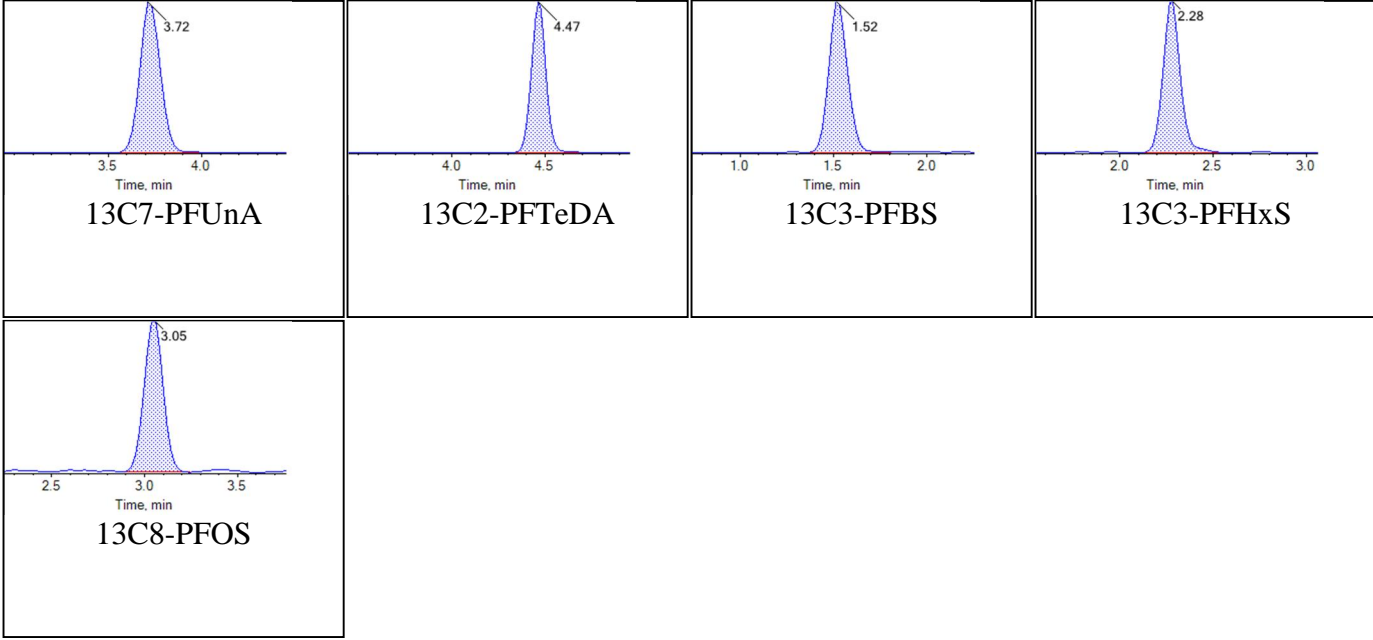 3.72
3.5 4.0
Time, min
13C7-PFUnA
4.47
4.0 4.5
Time, min
13C2-PFTeDA
1.52
1.0 1.5 2.0
Time, min
13C3-PFBS
2.28
2.0 2.5 3.0
Time, min
13C3-PFHxS
3.05
2.5 3.0 3.5
Time, min
13C8-PFOS